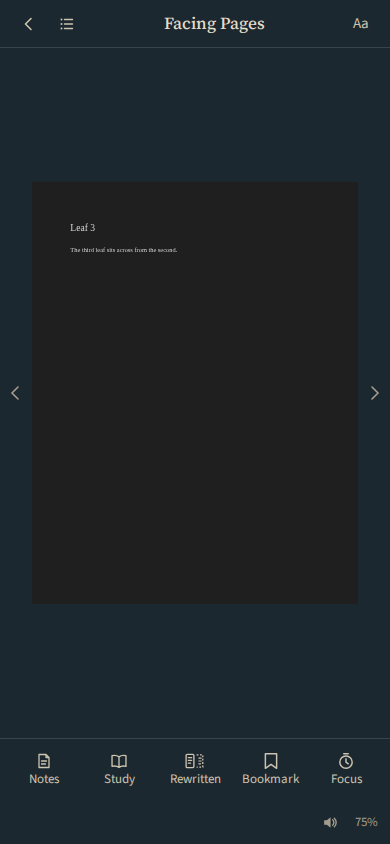 Facing Pages
Aa
Leaf 3
The third leaf sits across from the second.
Notes
Study
Rewritten
Bookmark
Focus
75%